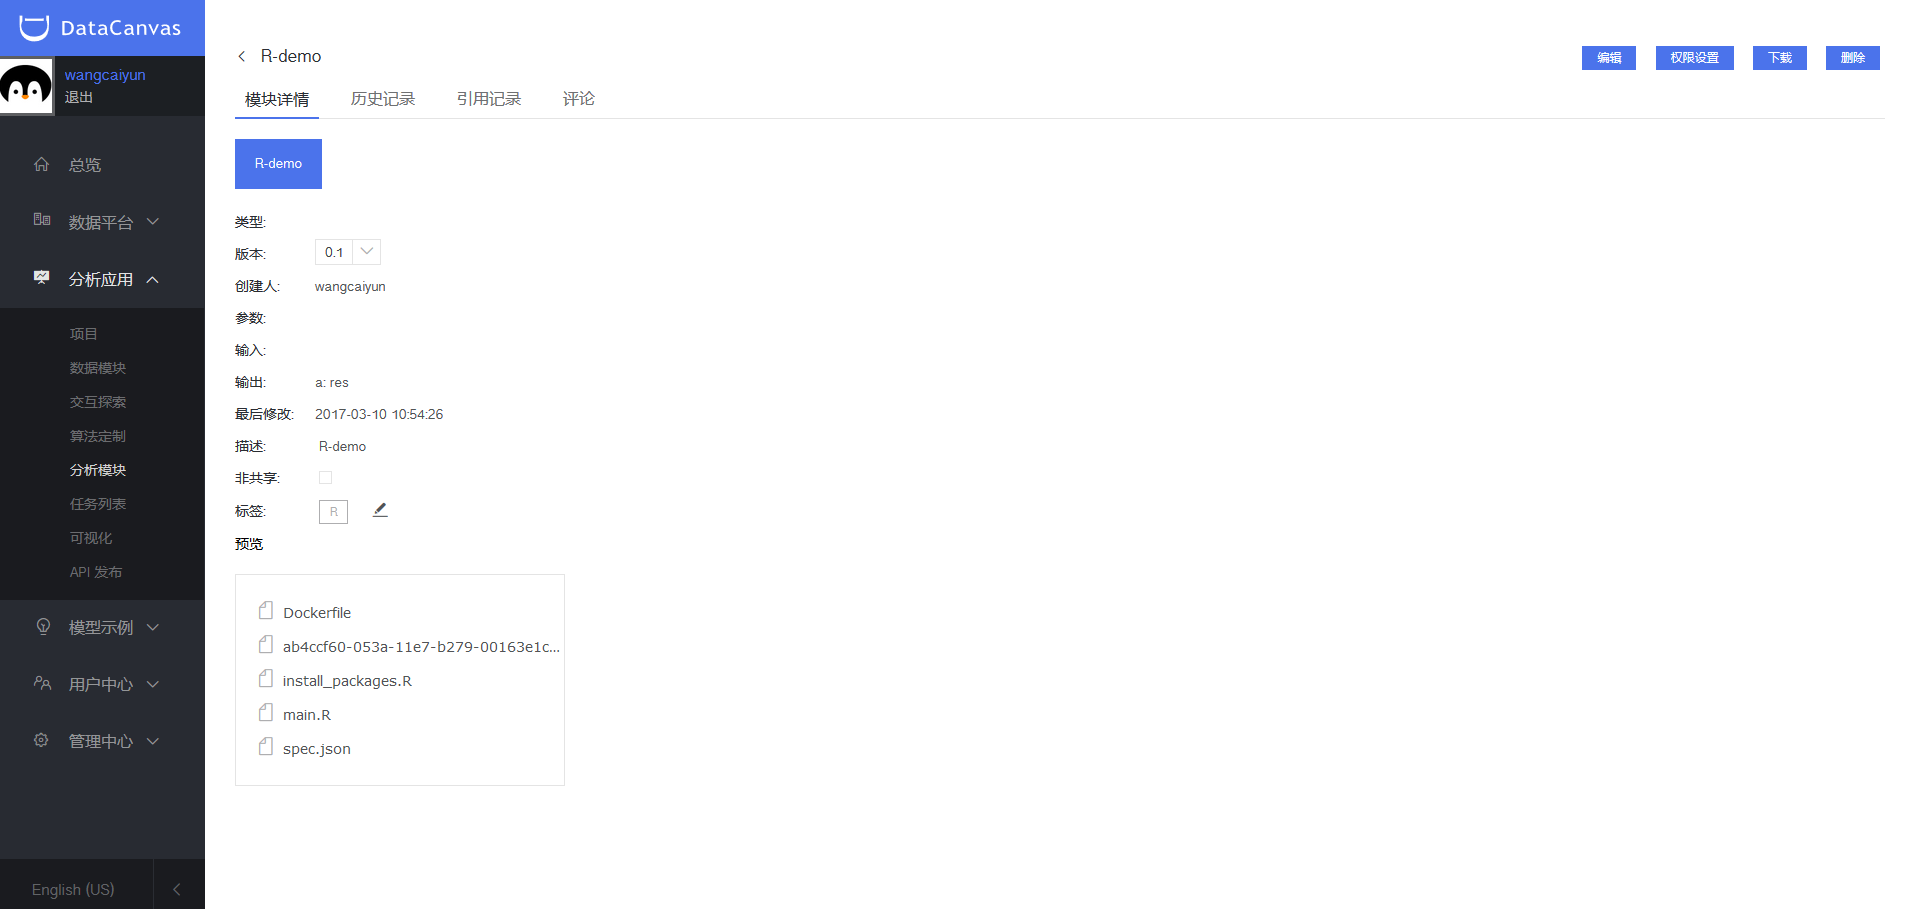 DataCanvas
wangcaiyun
退出
总览
数据平台
分析应用
项目
数据模块
交互探索
算法定制
分析模块
任务列表
可视化
API 发布
模型示例
用户中心
管理中心
English (US)
R-demo
编辑 权限设置 下载 删除
模块详情 历史记录 引用记录 评论
R-demo
类型:
版本: 0.1
创建人: wangcaiyun
参数:
输入:
输出: a: res
最后修改: 2017-03-10 10:54:26
描述: R-demo
非共享:
标签: R
预览
Dockerfile
ab4ccf60-053a-11e7-b279-00163e1c...
install_packages.R
main.R
spec.json